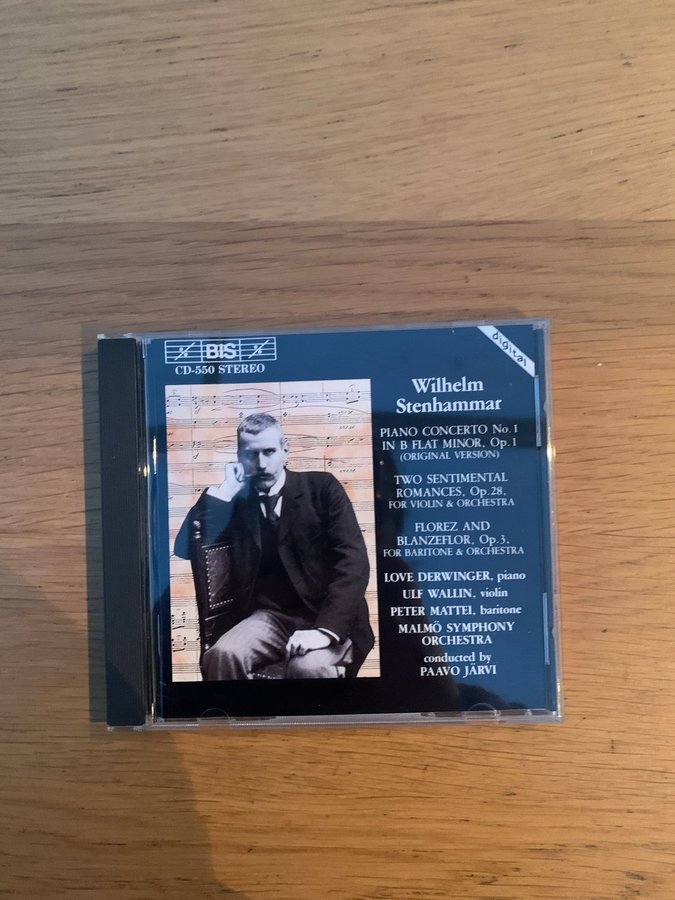 BIS
CD-550 STEREO
digital
Wilhelm
Stenhammar
PIANO CONCERTO No.1
IN B FLAT MINOR, Op.1
(ORIGINAL VERSION)
TWO SENTIMENTAL
ROMANCES, Op.28,
FOR VIOLIN & ORCHESTRA
FLOREZ AND
BLANZEFLOR, Op.3,
FOR BARITONE & ORCHESTRA
LOVE DERWINGER, piano
ULF WALLIN, violin
PETER MATTEI, baritone
MALMÖ SYMPHONY
ORCHESTRA
conducted by
PAAVO JÄRVI